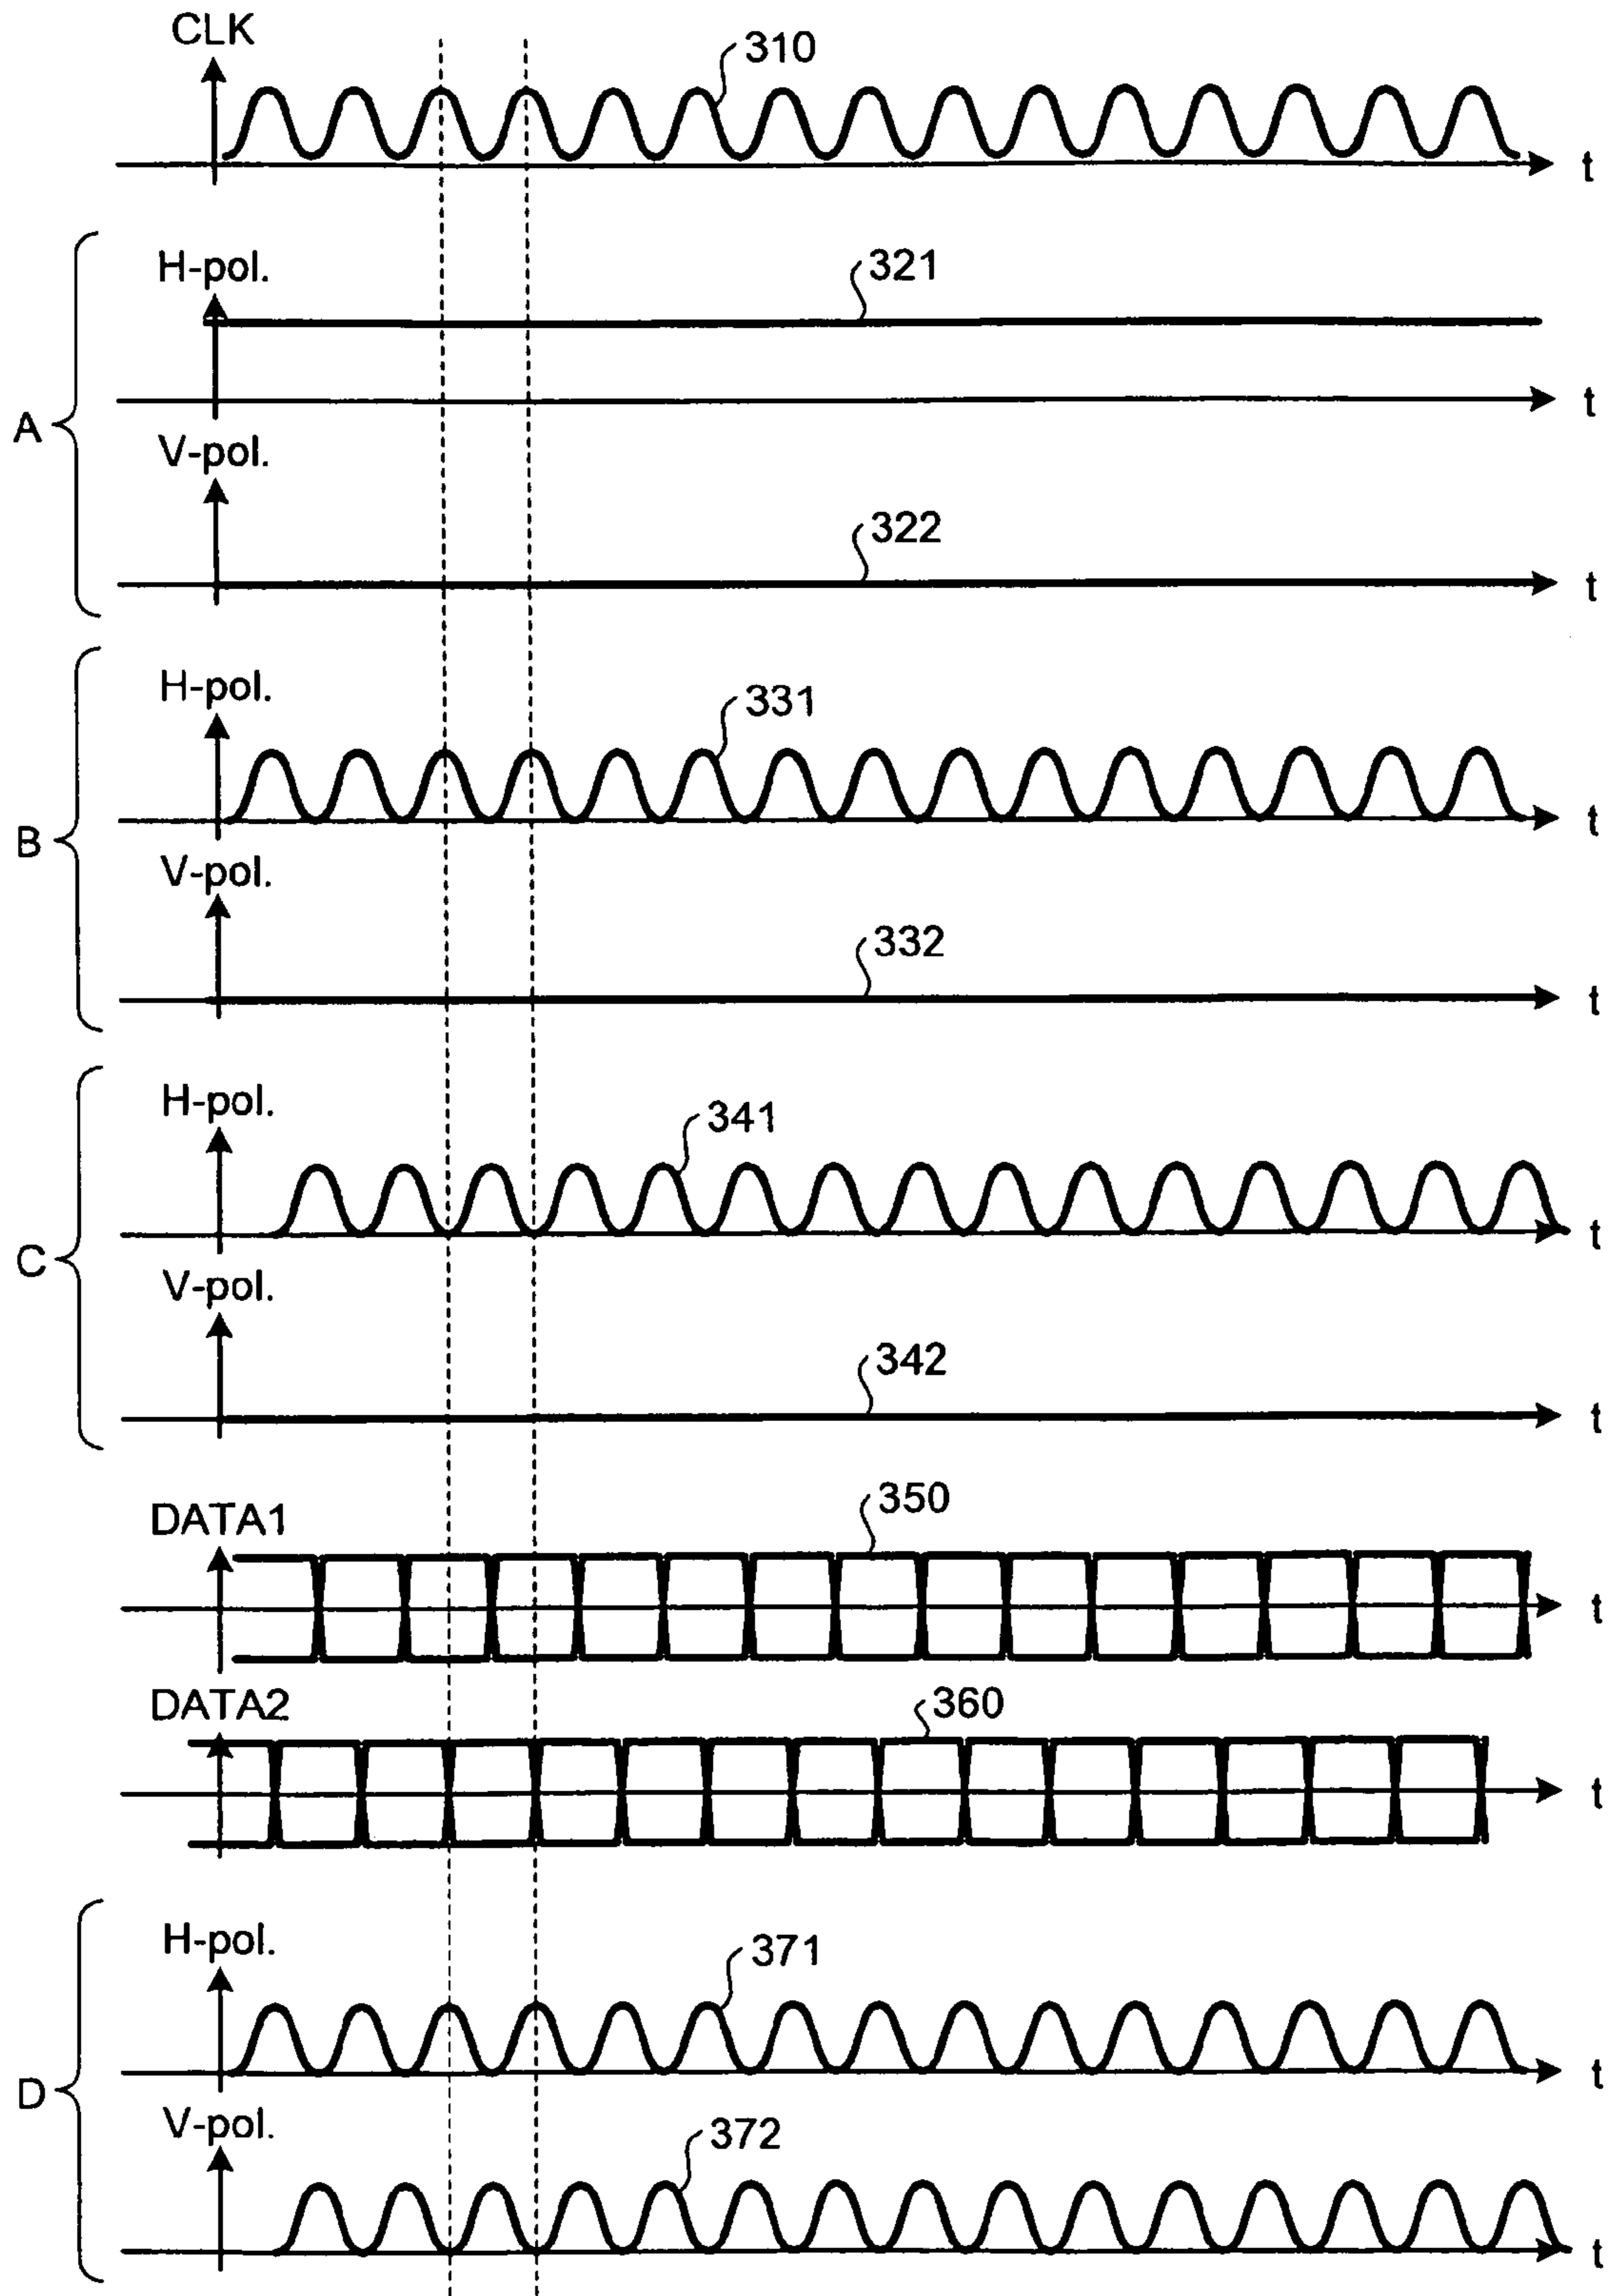 CLK
310
t
A
H-pol.
321
t
V-pol.
322
t
B
H-pol.
331
t
V-pol.
332
t
C
H-pol.
341
t
V-pol.
342
t
DATA1
350
t
DATA2
360
t
D
H-pol.
371
t
V-pol.
372
t